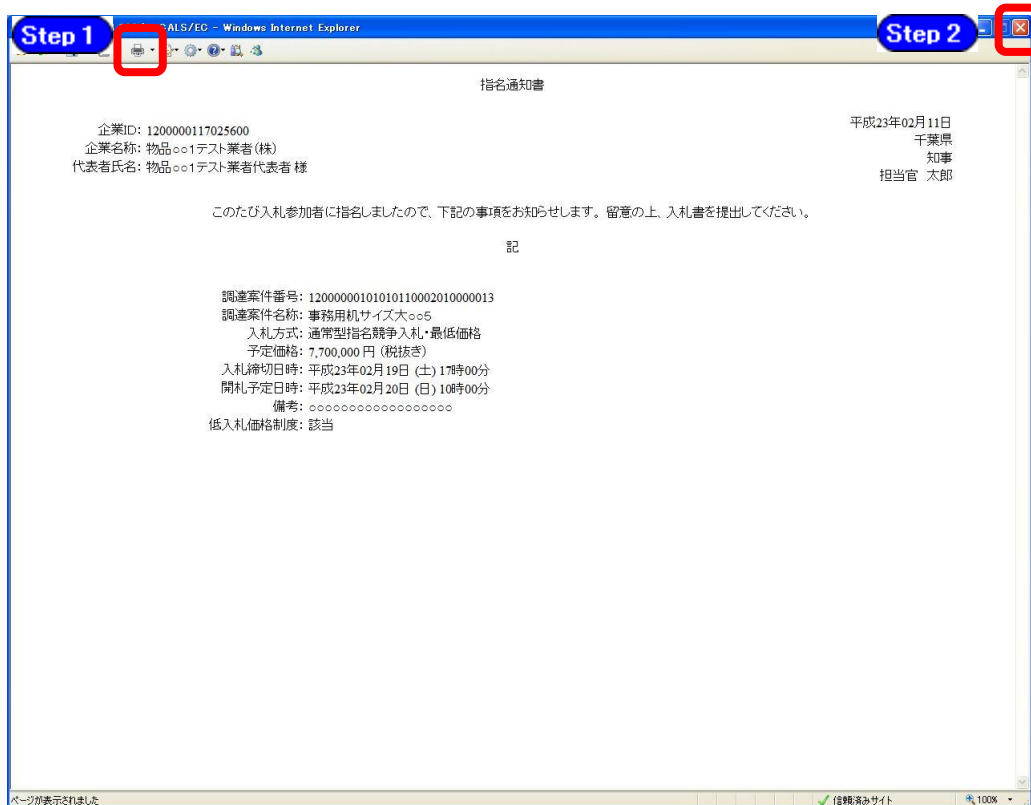 Step 1
CALS/EC - Windows Internet Explorer
Step 2
指名通知書
平成23年02月11日
千葉県
知事
担当官 太郎
企業ID: 1200000117025600
企業名称: 物品○○1テスト業者(株)
代表者氏名: 物品○○1テスト業者代表者 様
このたび入札参加者に指名しましたので、下記の事項をお知らせします。留意の上、入札書を提出してください。
記
調達案件番号: 12000000101010110002010000013
調達案件名称: 事務用机サイズ大○○5
入札方式: 通常型指名競争入札・最低価格
予定価格: 7,700,000 円 (税抜き)
入札締切日時: 平成23年02月19日 (土) 17時00分
開札予定日時: 平成23年02月20日 (日) 10時00分
備考: ○○○○○○○○○○○○○○○○○○
低入札価格制度: 該当
ページが表示されました
信頼済みサイト
100%